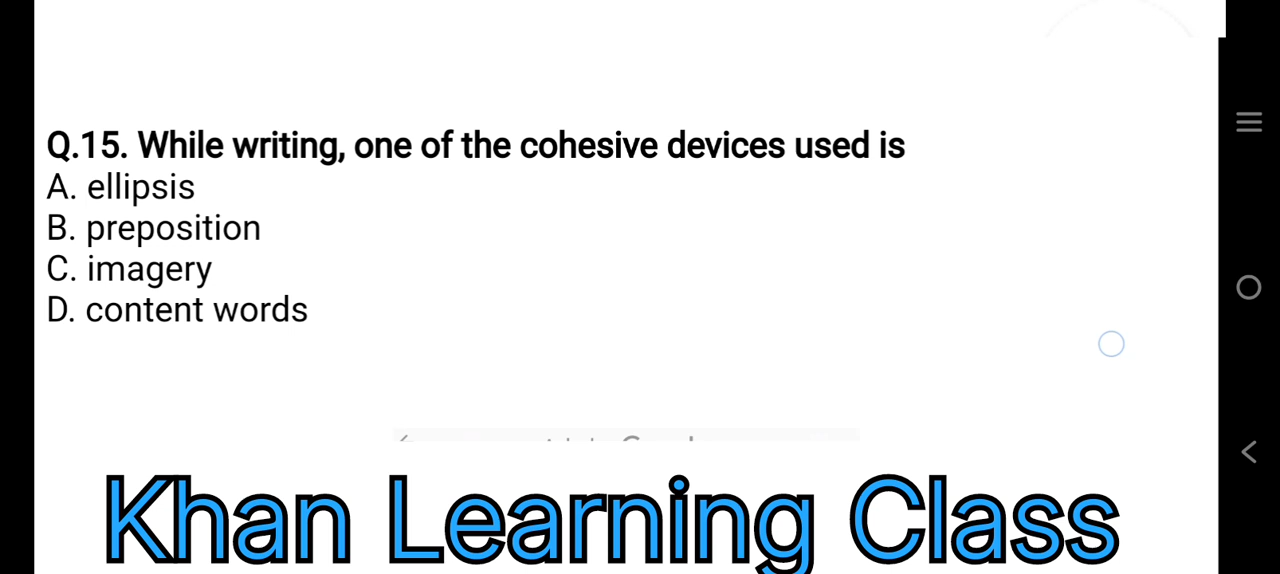 Q.15. While writing, one of the cohesive devices used is
A. ellipsis
B. preposition
C. imagery
D. content words
Khan Learning Class